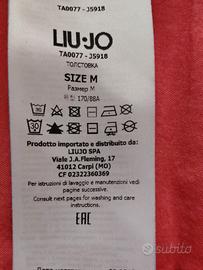 TA0077 - J5918
LIU·JO
TA0077 - J5918
ТОЛСТОВКА
SIZE M
Размер M
170/88A
30
Prodotto importato e distribuito da:
LIUJO SPA
Viale J.A.Fleming, 17
41012 Carpi (MO)
CF 02322360369
Per istruzioni di lavaggio e manutenzione vedi
pagine successive.
Consult next pages for washing and care
instructions.
EAC
subito